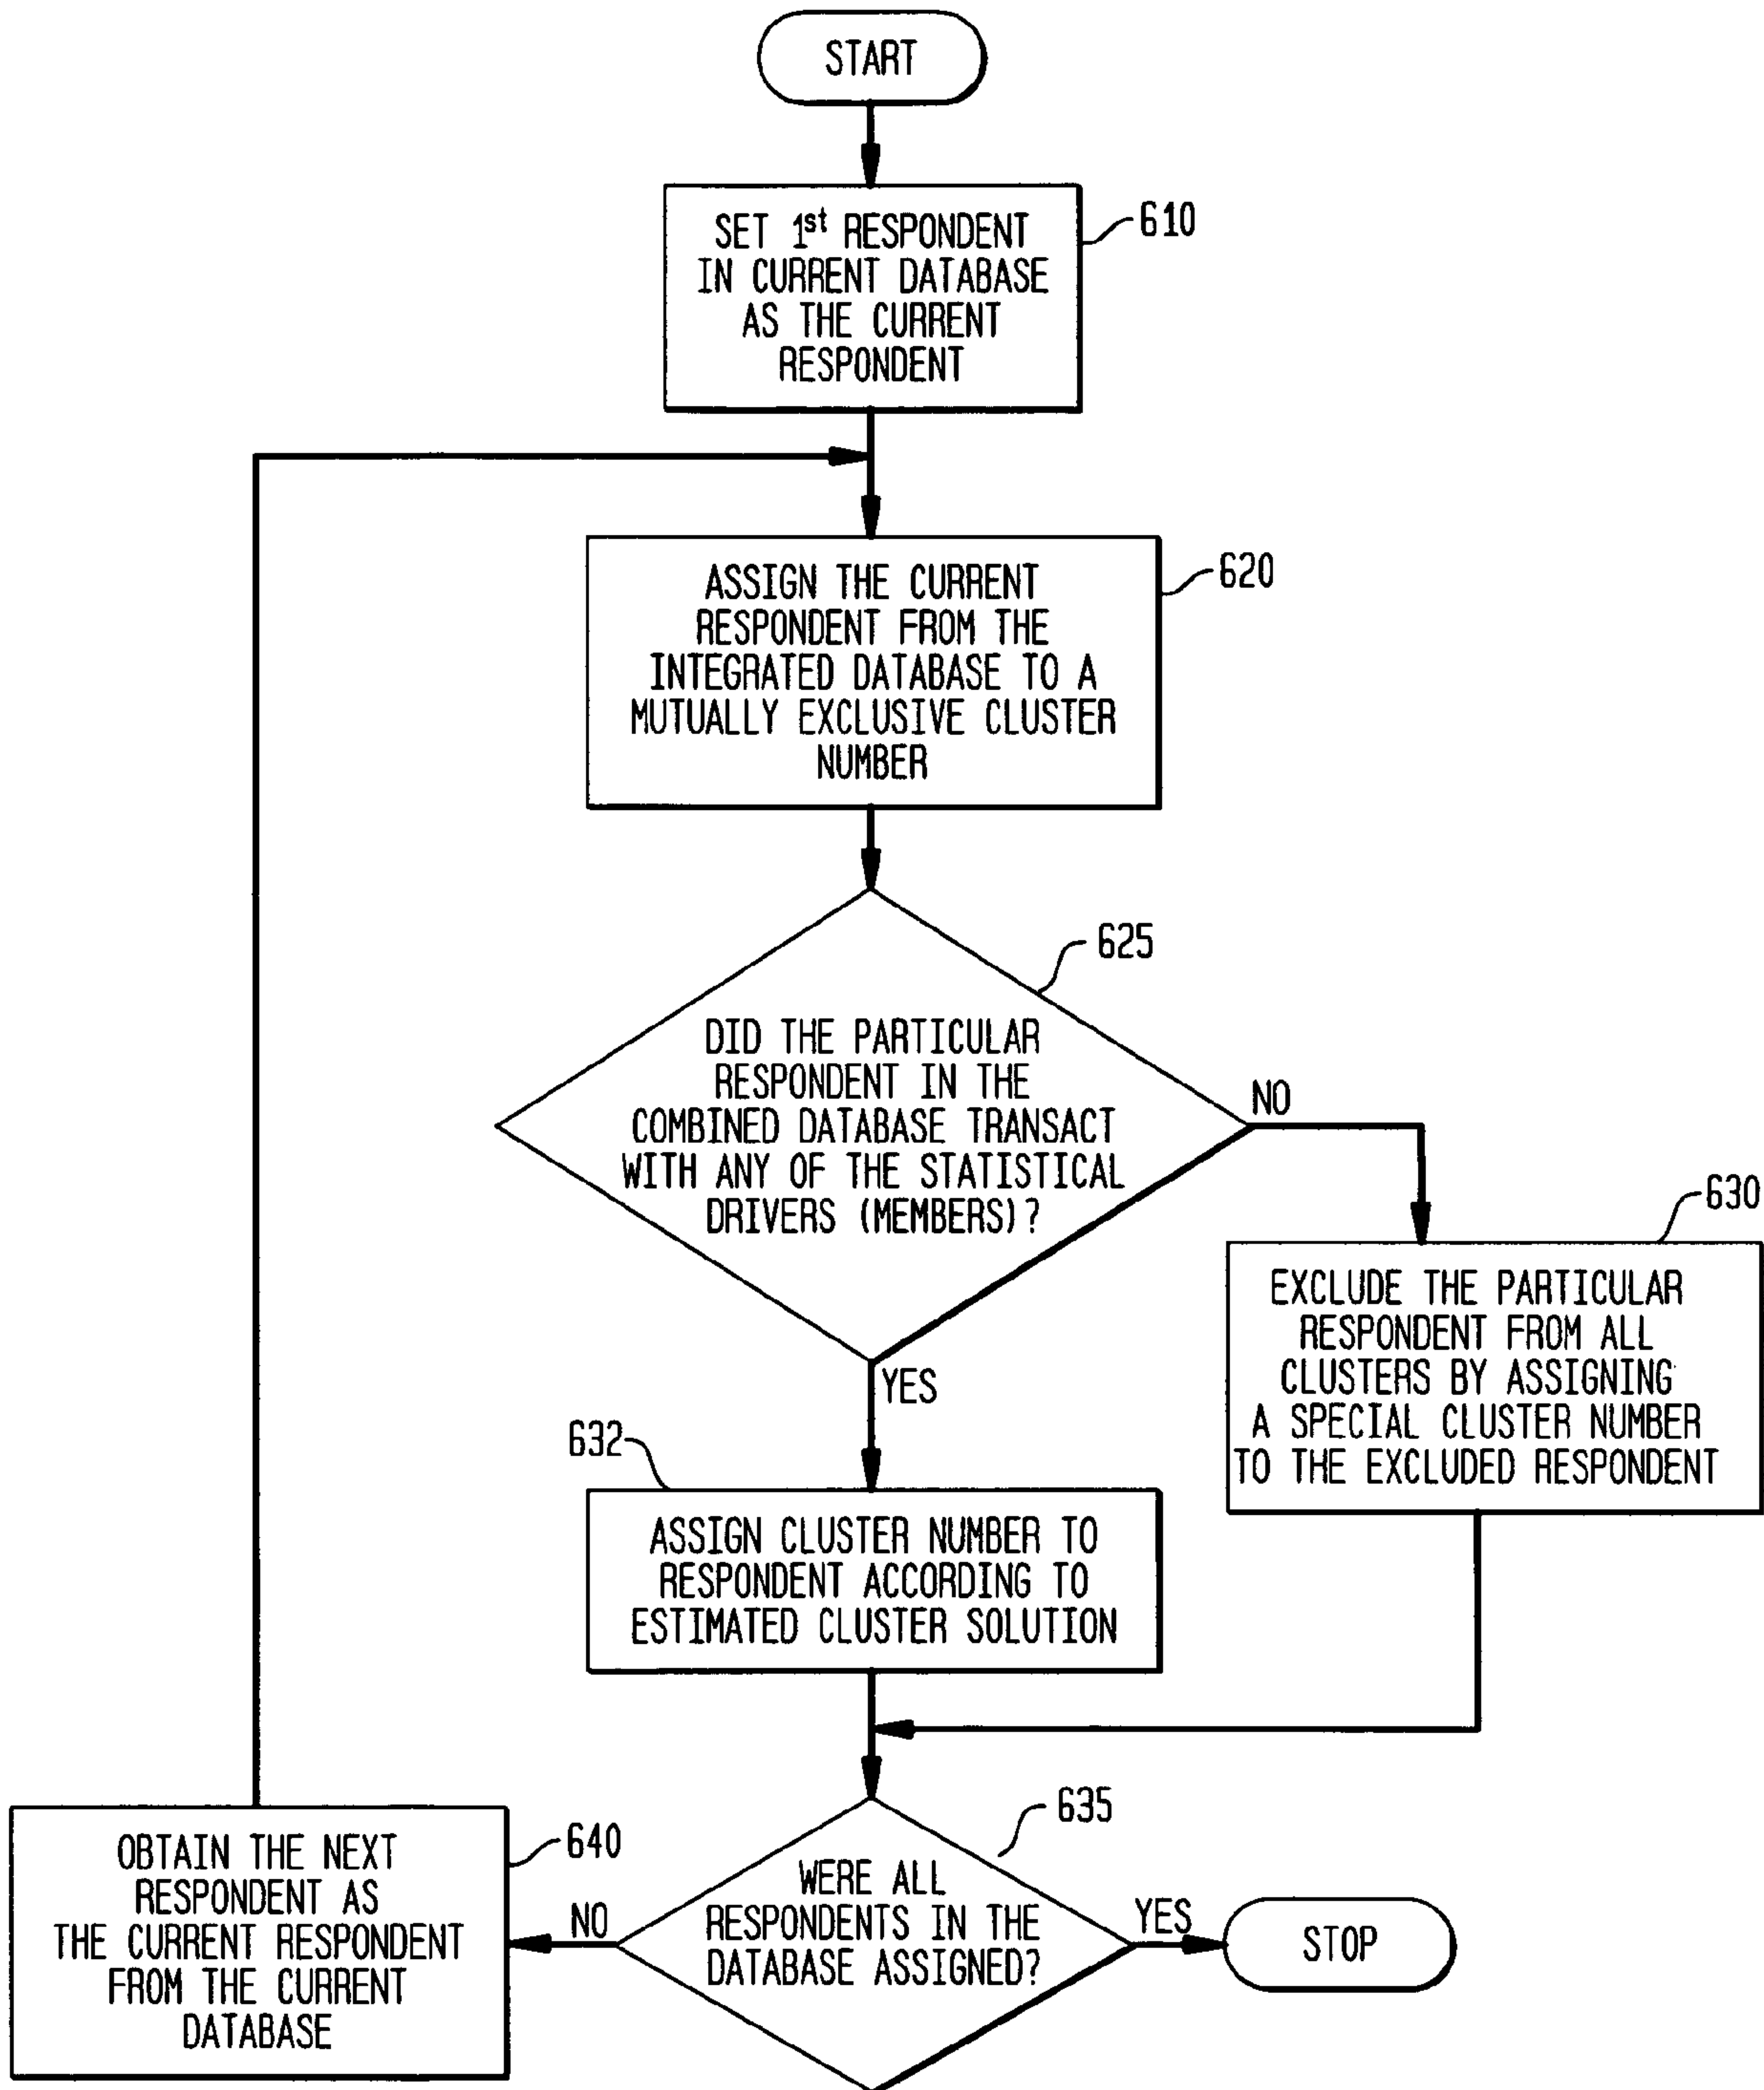 START
SET 1st RESPONDENT
IN CURRENT DATABASE
AS THE CURRENT
RESPONDENT
610
ASSIGN THE CURRENT
RESPONDENT FROM THE
INTEGRATED DATABASE TO A
MUTUALLY EXCLUSIVE CLUSTER
NUMBER
620
625
DID THE PARTICULAR
RESPONDENT IN THE
COMBINED DATABASE TRANSACT
WITH ANY OF THE STATISTICAL
DRIVERS (MEMBERS)?
NO
YES
630
EXCLUDE THE PARTICULAR
RESPONDENT FROM ALL
CLUSTERS BY ASSIGNING
A SPECIAL CLUSTER NUMBER
TO THE EXCLUDED RESPONDENT
632
ASSIGN CLUSTER NUMBER TO
RESPONDENT ACCORDING TO
ESTIMATED CLUSTER SOLUTION
635
WERE ALL
RESPONDENTS IN THE
DATABASE ASSIGNED?
NO
YES
STOP
640
OBTAIN THE NEXT
RESPONDENT AS
THE CURRENT RESPONDENT
FROM THE CURRENT
DATABASE